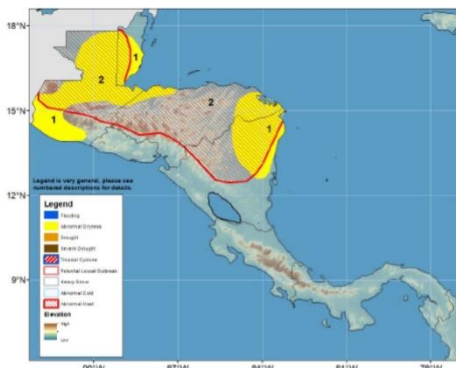 18°N
1
2
15°N
2
1
1
Legend is very general, please see
numbered descriptions for details.
12°N
Legend
Flooding
Abnormal Dryness
Drought
Severe Drought
Tropical Cyclone
Potential Locust Outbreak
Heavy Snow
Abnormal Cold
Abnormal Heat
9°N
Elevation
High
Low